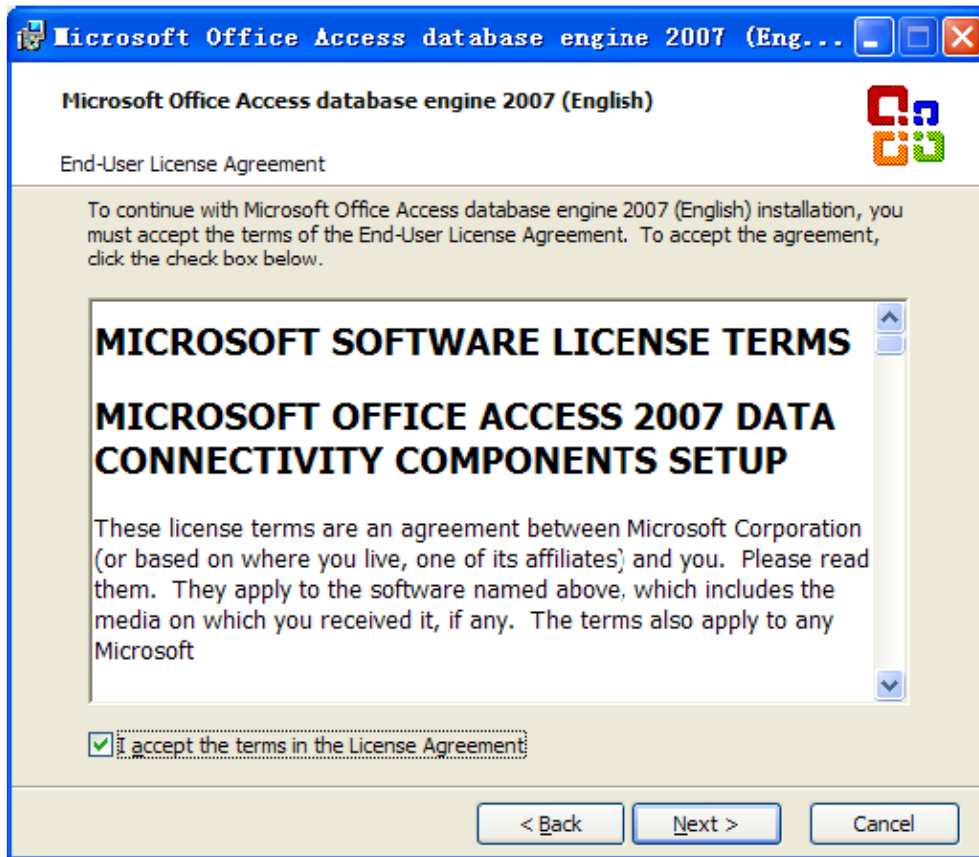 Microsoft Office Access database engine 2007 (Eng...
Microsoft Office Access database engine 2007 (English)
End-User License Agreement
To continue with Microsoft Office Access database engine 2007 (English) installation, you
must accept the terms of the End-User License Agreement.  To accept the agreement,
click the check box below.
MICROSOFT SOFTWARE LICENSE TERMS
MICROSOFT OFFICE ACCESS 2007 DATA
CONNECTIVITY COMPONENTS SETUP
These license terms are an agreement between Microsoft Corporation
(or based on where you live, one of its affiliates) and you.  Please read
them.  They apply to the software named above, which includes the
media on which you received it, if any.  The terms also apply to any
Microsoft
I accept the terms in the License Agreement
< Back Next > Cancel